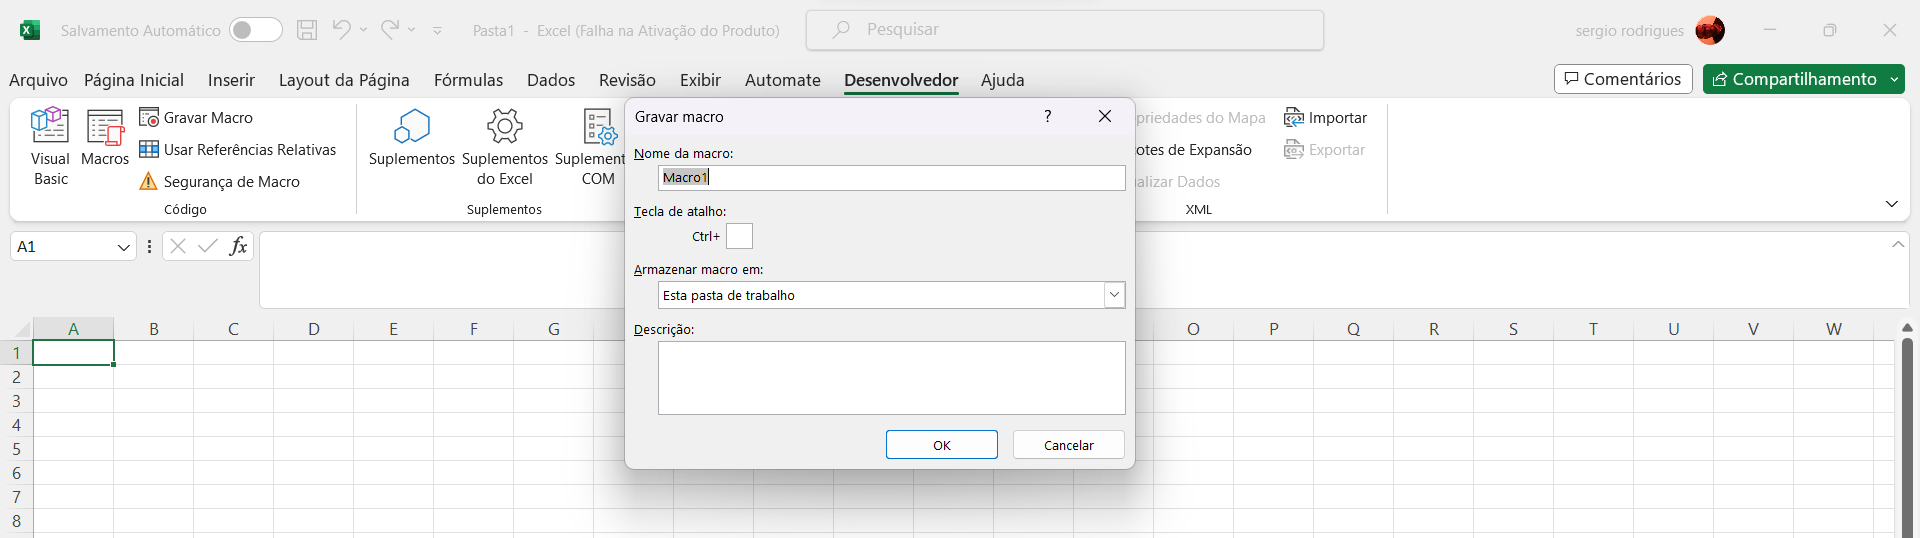 Salvamento Automático
Pasta1 - Excel (Falha na Ativação do Produto)
Pesquisar
sergio rodrigues
Arquivo Página Inicial Inserir Layout da Página Fórmulas Dados Revisão Exibir Automate Desenvolvedor Ajuda
Comentários
Compartilhamento
Visual
Basic
Macros
Gravar Macro
Usar Referências Relativas
Segurança de Macro
Código
Suplementos
Suplementos
do Excel
Suplement
COM
Suplementos
priedades do Mapa
otes de Expansão
alizar Dados
Importar
Exportar
XML
Gravar macro
?
Nome da macro:
Macro1
Tecla de atalho:
Ctrl+
Armazenar macro em:
Esta pasta de trabalho
Descrição:
OK
Cancelar
A1
fx
A B C D E F G O P Q R S T U V W
1
2
3
4
5
6
7
8